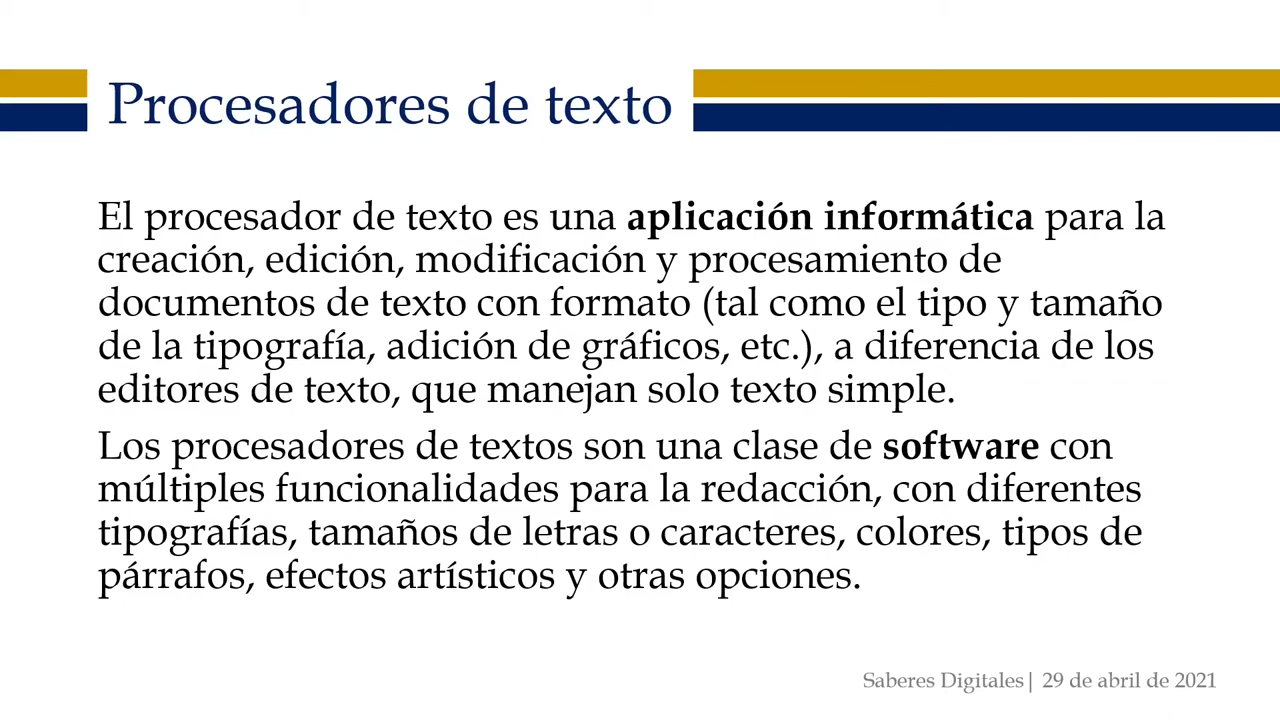 Procesadores de texto
El procesador de texto es una aplicación informática para la
creación, edición, modificación y procesamiento de
documentos de texto con formato (tal como el tipo y tamaño
de la tipografía, adición de gráficos, etc.), a diferencia de los
editores de texto, que manejan solo texto simple.
Los procesadores de textos son una clase de software con
múltiples funcionalidades para la redacción, con diferentes
tipografías, tamaños de letras o caracteres, colores, tipos de
párrafos, efectos artísticos y otras opciones.
Saberes Digitales| 29 de abril de 2021